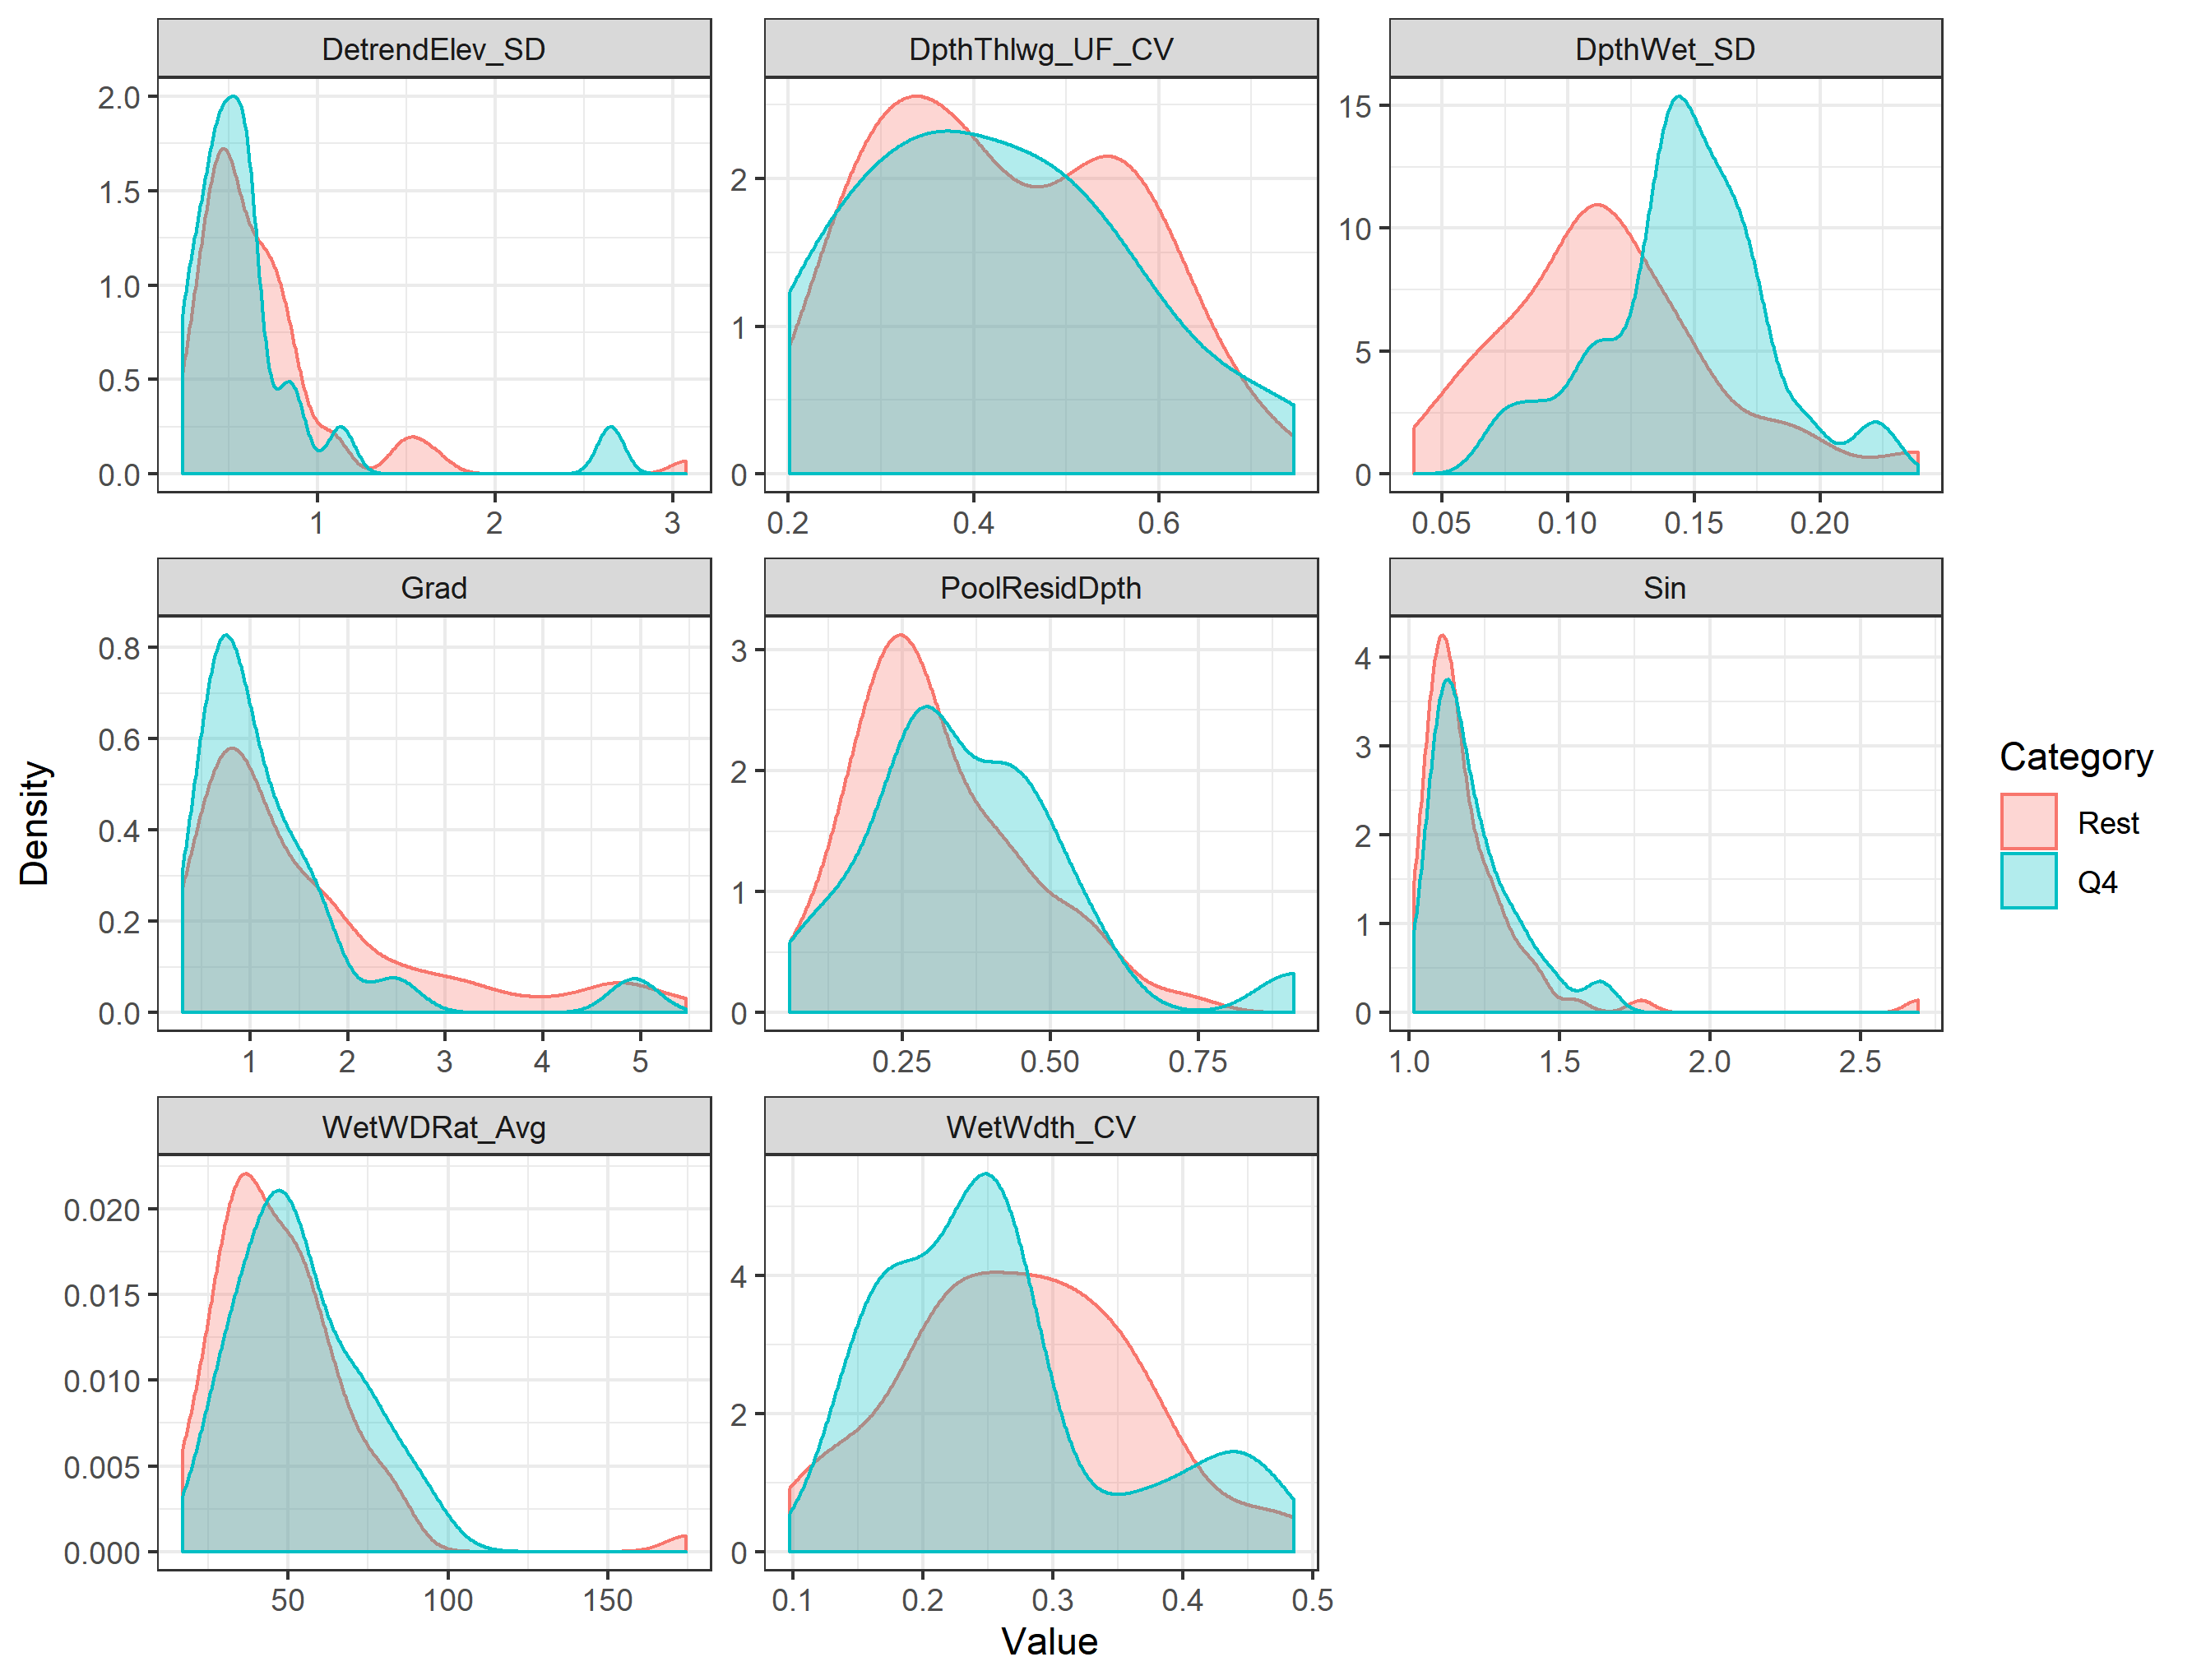 DetrendElev_SD
DpthThlwg_UF_CV
DpthWet_SD
2.0
1.5
1.0
0.5
0.0
1 2 3
2
1
0
0.2 0.4 0.6
15
10
5
0
0.05 0.10 0.15 0.20
Grad
PoolResidDpth
Sin
0.8
0.6
0.4
0.2
0.0
1 2 3 4 5
3
2
1
0
0.25 0.50 0.75
4
3
2
1
0
1.0 1.5 2.0 2.5
WetWDRat_Avg
WetWdth_CV
0.020
0.015
0.010
0.005
0.000
50 100 150
4
2
0
0.1 0.2 0.3 0.4 0.5
Density
Value
Category
Rest
Q4